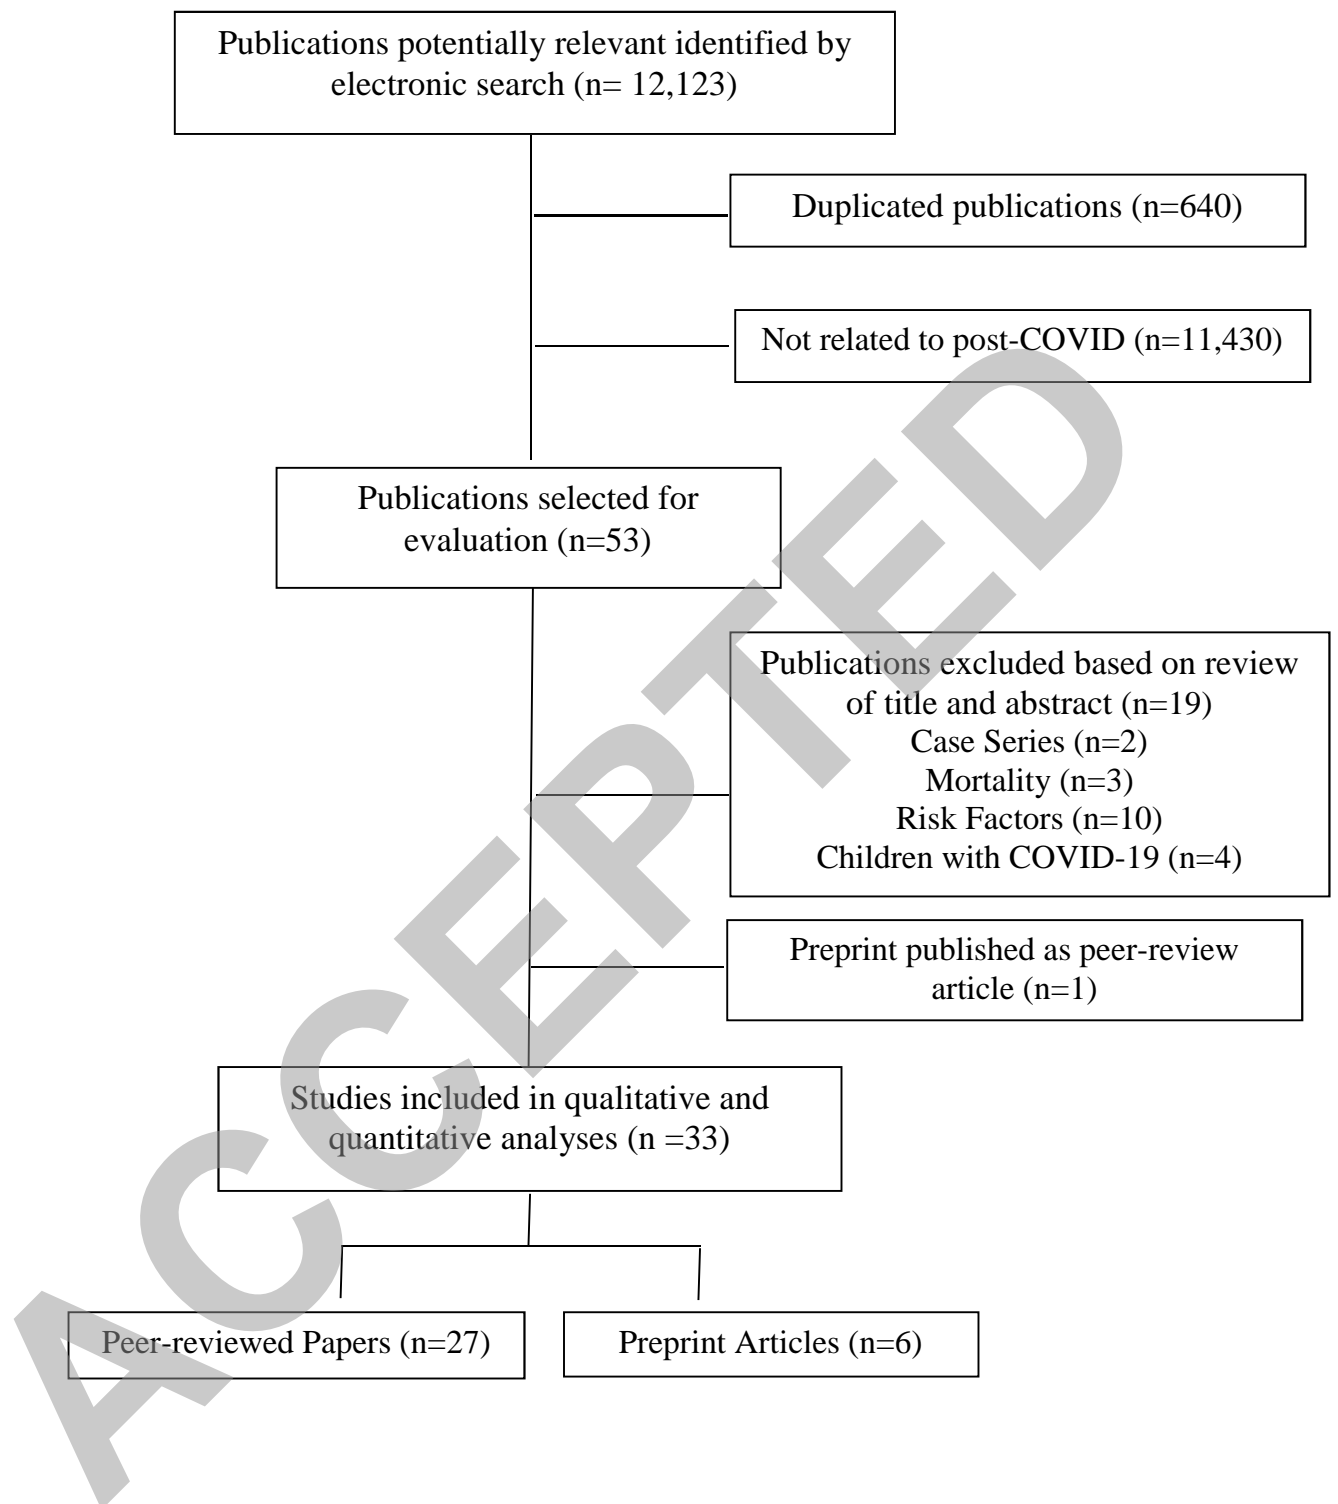 Publications potentially relevant identified by
electronic search (n= 12,123)
Duplicated publications (n=640)
Not related to post-COVID (n=11,430)
Publications selected for
evaluation (n=53)
Publications excluded based on review
of title and abstract (n=19)
Case Series (n=2)
Mortality (n=3)
Risk Factors (n=10)
Children with COVID-19 (n=4)
Preprint published as peer-review
article (n=1)
Studies included in qualitative and
quantitative analyses (n =33)
Peer-reviewed Papers (n=27)
Preprint Articles (n=6)
ACCEPTED